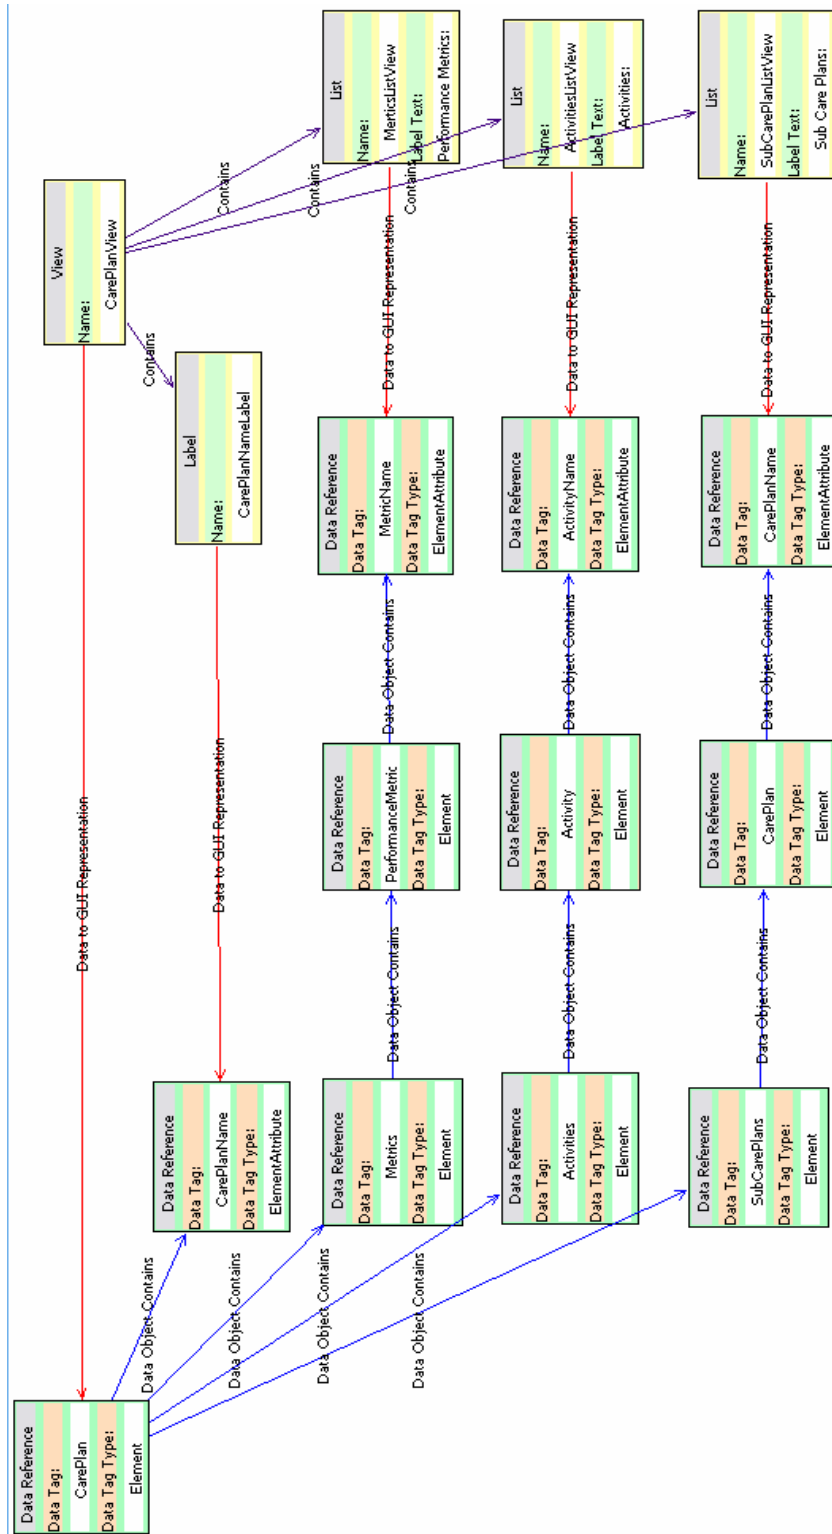 Data Reference
Data Tag:
CarePlan
Data Tag Type:
Element
Data to GUI Representation
View
Name:
CarePlanView
Data Object Contains
Data Object Contains
Data Object Contains
Data Object Contains
Data Reference
Data Tag:
CarePlanName
Data Tag Type:
ElementAttribute
Data to GUI Representation
Label
Name:
CarePlanNameLabel
Contains
Contains
Contains
Contains
Data Reference
Data Tag:
Metrics
Data Tag Type:
Element
Data Object Contains
Data Reference
Data Tag:
PerformanceMetric
Data Tag Type:
Element
Data Object Contains
Data Reference
Data Tag:
MetricName
Data Tag Type:
ElementAttribute
Data to GUI Representation
List
Name:
MerticsListView
Label Text:
Performance Metrics:
Data Reference
Data Tag:
Activities
Data Tag Type:
Element
Data Object Contains
Data Reference
Data Tag:
Activity
Data Tag Type:
Element
Data Object Contains
Data Reference
Data Tag:
ActivityName
Data Tag Type:
ElementAttribute
Data to GUI Representation
List
Name:
ActivitiesListView
Label Text:
Activities:
Data Reference
Data Tag:
SubCarePlans
Data Tag Type:
Element
Data Object Contains
Data Reference
Data Tag:
CarePlan
Data Tag Type:
Element
Data Object Contains
Data Reference
Data Tag:
CarePlanName
Data Tag Type:
ElementAttribute
Data to GUI Representation
List
Name:
SubCarePlanListView
Label Text:
Sub Care Plans: